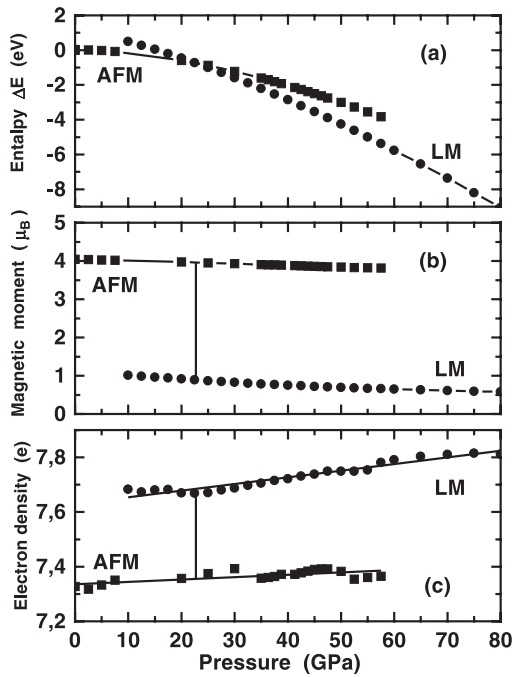 0
-2
-4
-6
-8
Entalpy ΔE (eV)
AFM
LM
(a)
5
4
3
2
1
0
Magnetic moment (μB)
AFM
LM
(b)
7,8
7,6
7,4
7,2
Electron density (e)
AFM
LM
(c)
0 10 20 30 40 50 60 70 80
Pressure (GPa)